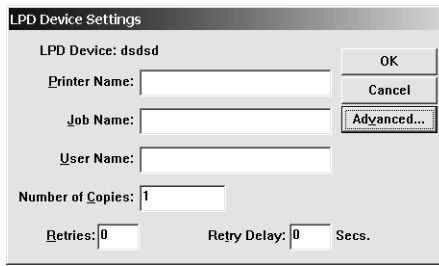 LPD Device Settings
LPD Device: dsdsd
OK
Printer Name:
Cancel
Job Name:
Advanced...
User Name:
Number of Copies: 1
Retries: 0 Retry Delay: 0 Secs.